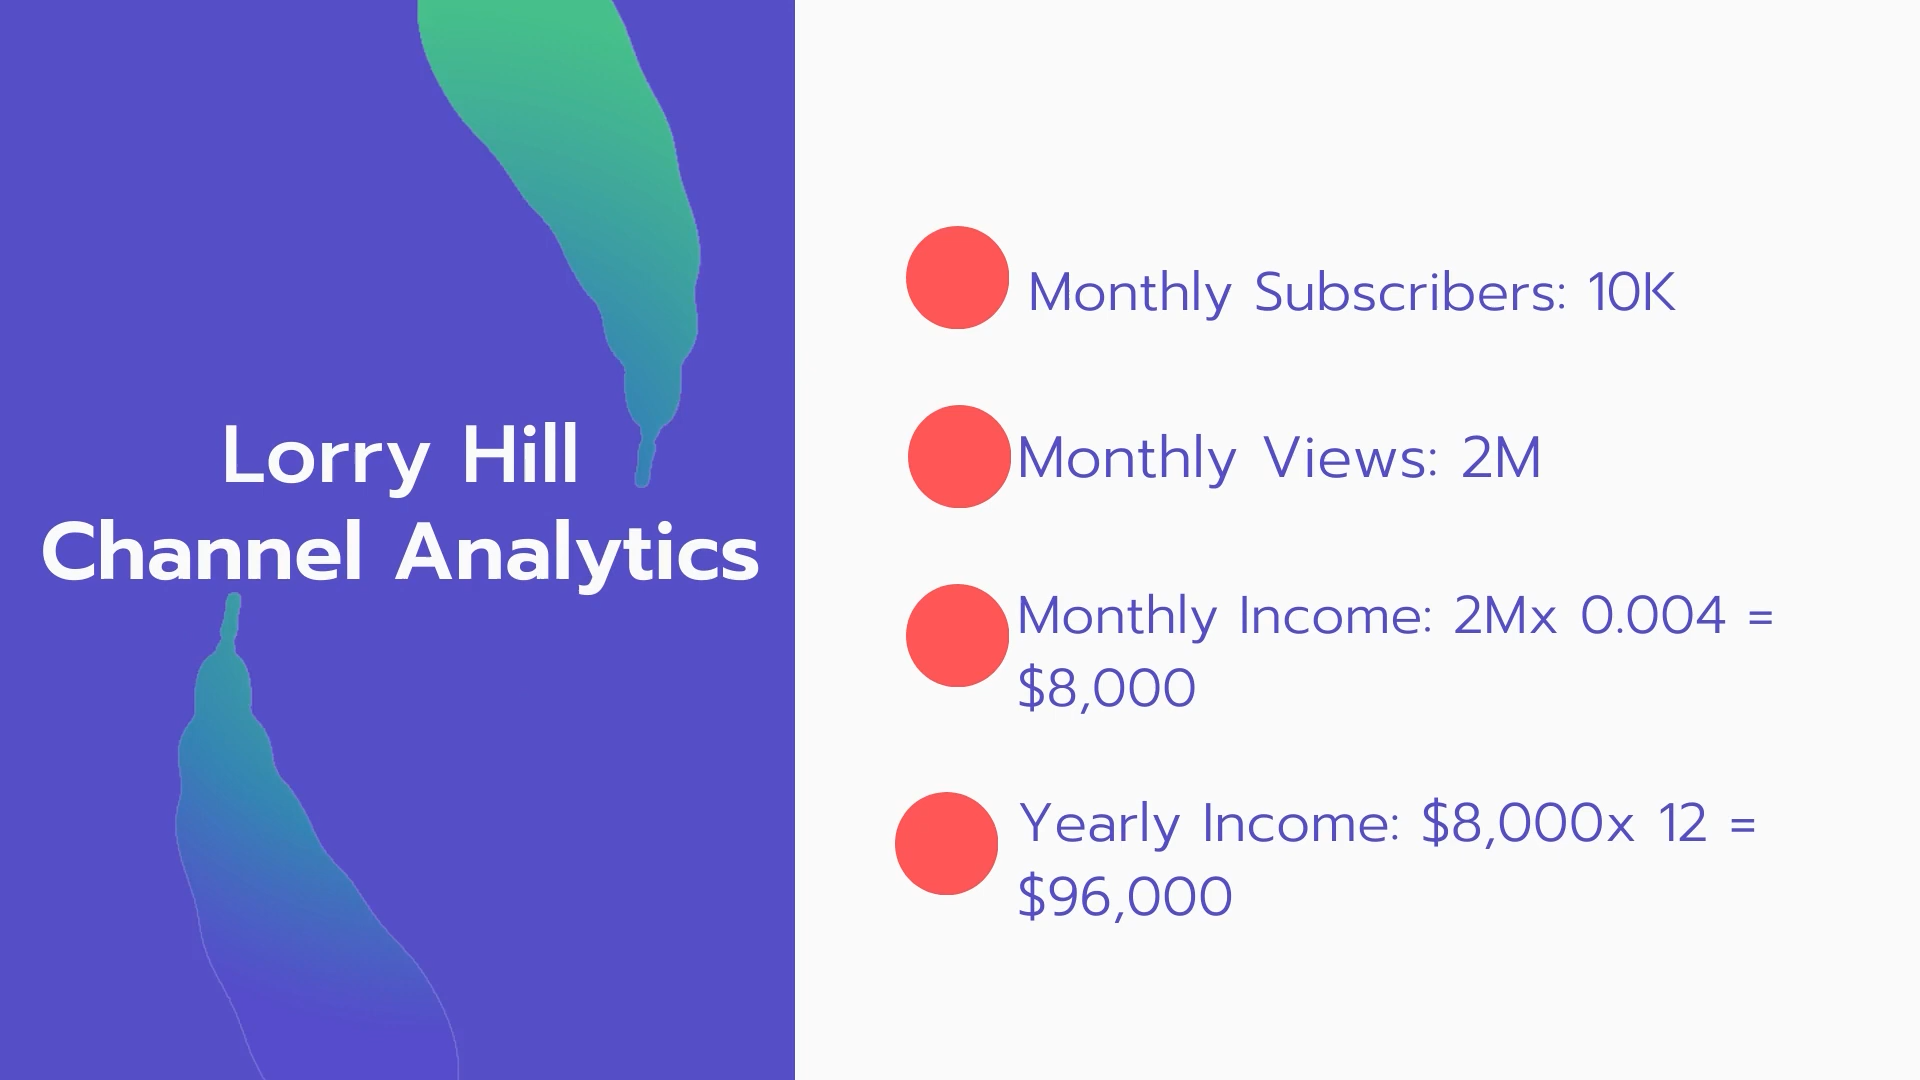 Lorry Hill
Channel Analytics
Monthly Subscribers: 10K
Monthly Views: 2M
Monthly Income: 2Mx 0.004 =
$8,000
Yearly Income: $8,000x 12 =
$96,000